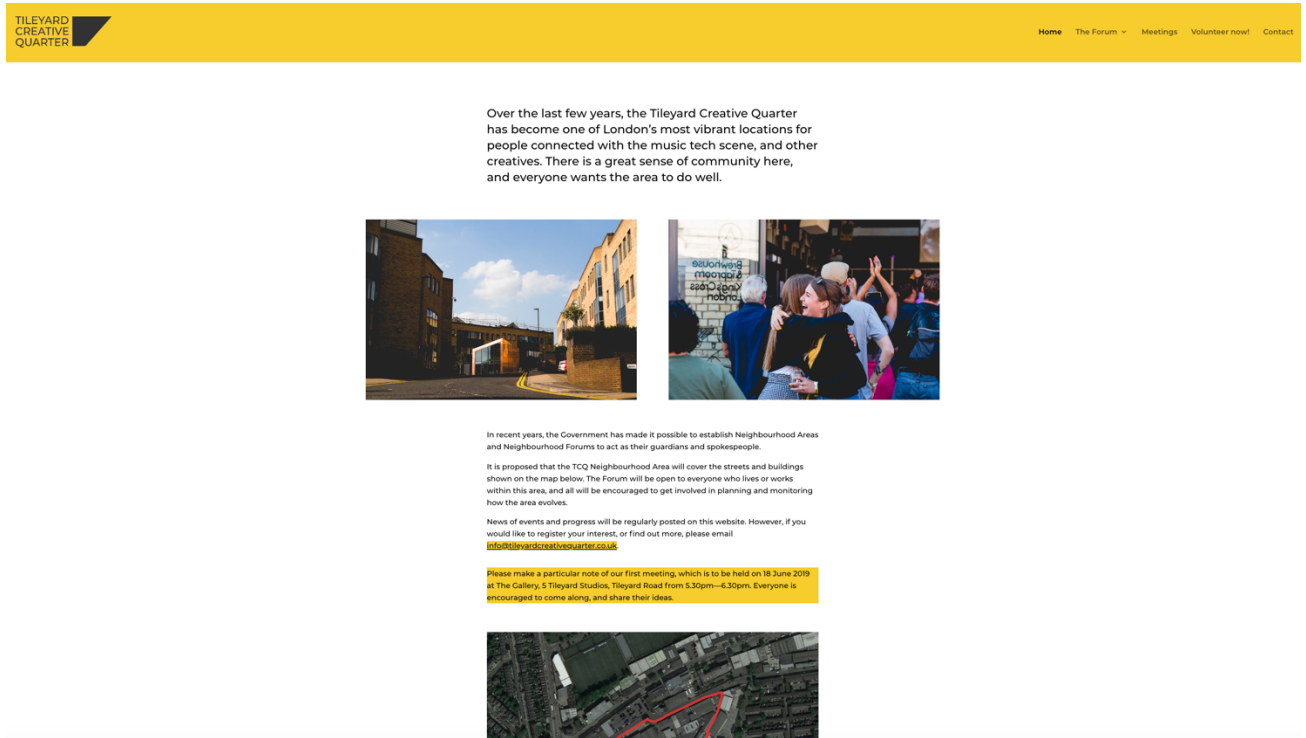 TILEYARD
CREATIVE
QUARTER
Home The Forum Meetings Volunteer now! Contact
Over the last few years, the Tileyard Creative Quarter
has become one of London's most vibrant locations for
people connected with the music tech scene, and other
creatives. There is a great sense of community here,
and everyone wants the area to do well.
Brewhouse
& Taproom
King's Cross
London
In recent years, the Government has made it possible to establish Neighbourhood Areas
and Neighbourhood Forums to act as their guardians and spokespeople.
It is proposed that the TCQ Neighbourhood Area will cover the streets and buildings
shown on the map below. The Forum will be open to everyone who lives or works
within this area, and all will be encouraged to get involved in planning and monitoring
how the area evolves.
News of events and progress will be regularly posted on this website. However, if you
would like to register your interest, or find out more, please email
info@tileyardcreativequarter.co.uk.
Please make a particular note of our first meeting, which is to be held on 18 June 2019
at The Gallery, 5 Tileyard Studios, Tileyard Road from 5.30pm—6.30pm. Everyone is
encouraged to come along, and share their ideas.